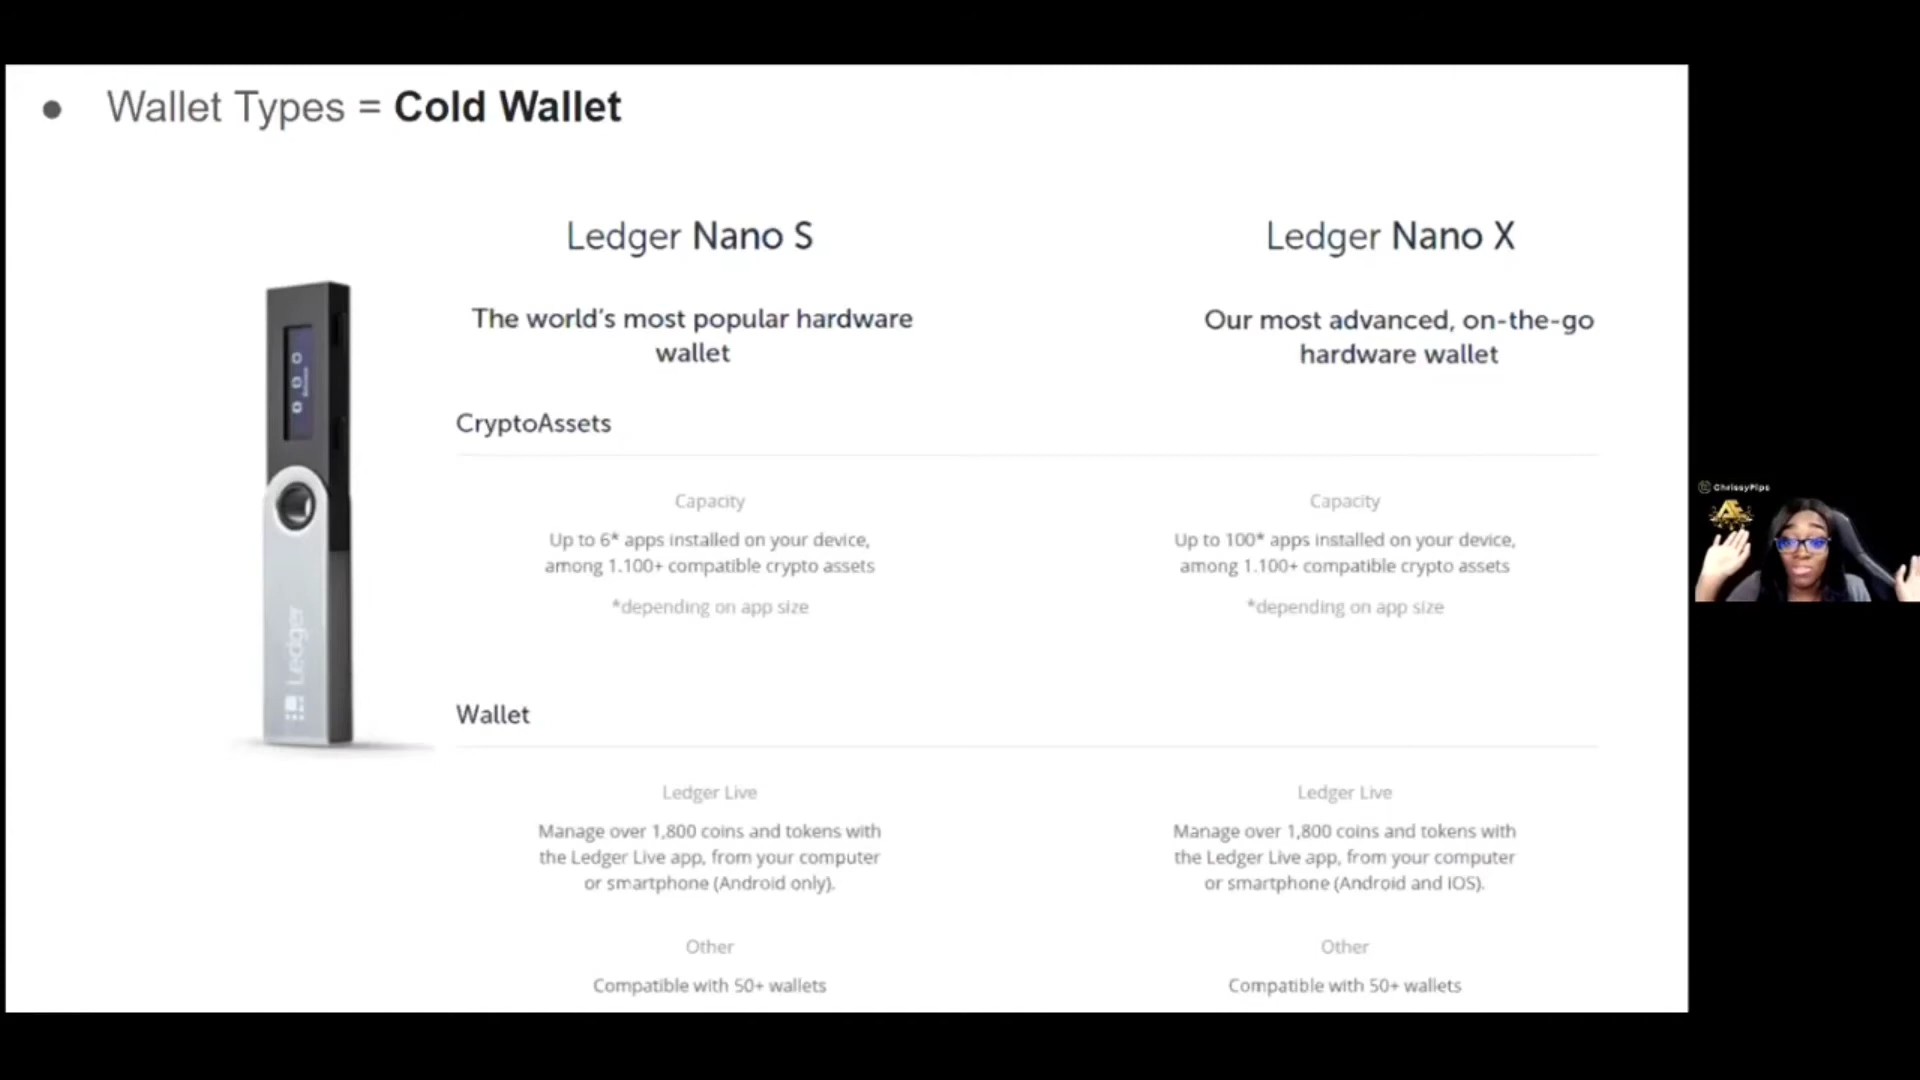 ● Wallet Types = Cold Wallet
Ledger Nano S
The world's most popular hardware
wallet
Ledger Nano X
Our most advanced, on-the-go
hardware wallet
CryptoAssets
Capacity
Up to 6* apps installed on your device,
among 1.100+ compatible crypto assets
*depending on app size
Capacity
Up to 100* apps installed on your device,
among 1.100+ compatible crypto assets
*depending on app size
Wallet
Ledger Live
Manage over 1,800 coins and tokens with
the Ledger Live app, from your computer
or smartphone (Android only).
Ledger Live
Manage over 1,800 coins and tokens with
the Ledger Live app, from your computer
or smartphone (Android and IOS).
Other
Compatible with 50+ wallets
Other
Compatible with 50+ wallets
Ledger
ChrissyPips